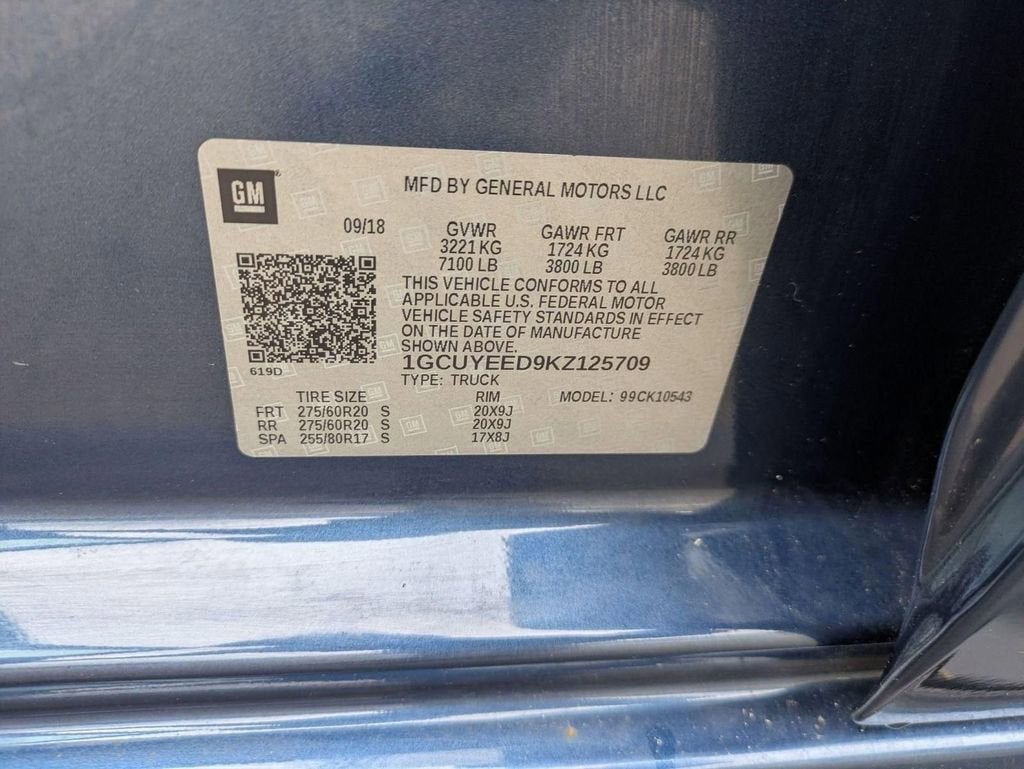 GM
MFD BY GENERAL MOTORS LLC
09/18 GVWR GAWR FRT GAWR RR
3221 KG 1724 KG 1724 KG
7100 LB 3800 LB 3800 LB
THIS VEHICLE CONFORMS TO ALL
APPLICABLE U.S. FEDERAL MOTOR
VEHICLE SAFETY STANDARDS IN EFFECT
ON THE DATE OF MANUFACTURE
SHOWN ABOVE.
619D
1GCUYEED9KZ125709
TYPE: TRUCK
TIRE SIZE RIM MODEL: 99CK10543
FRT 275/60R20 S 20X9J
RR 275/60R20 S 20X9J
SPA 255/80R17 S 17X8J